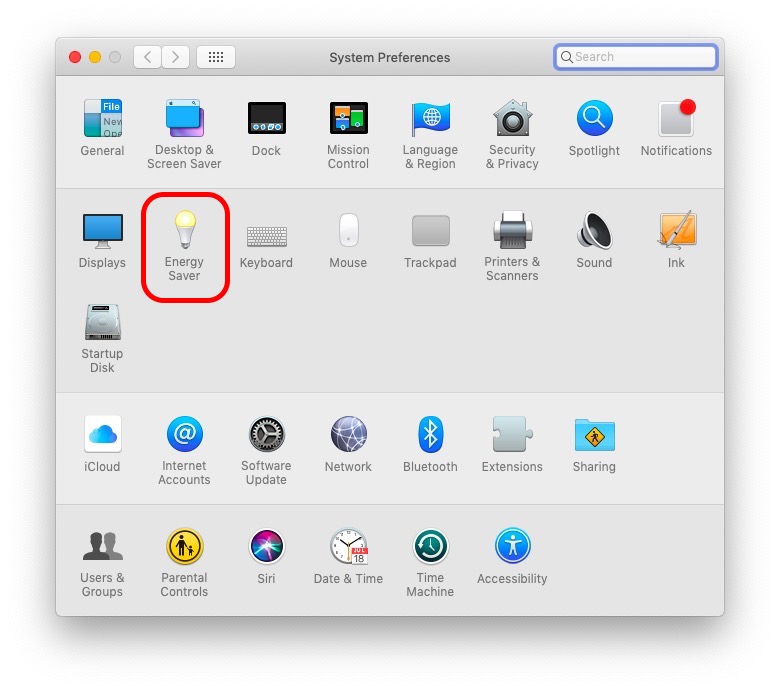 System Preferences
Search
File
New
Ope
General
Desktop &
Screen Saver
Dock
Mission
Control
Language
& Region
Security
& Privacy
Spotlight
Notifications
Displays
Energy
Saver
Keyboard
Mouse
Trackpad
Printers &
Scanners
Sound
Ink
Startup
Disk
iCloud
@
Internet
Accounts
Software
Update
Network
Bluetooth
Extensions
Sharing
Users &
Groups
Parental
Controls
Siri
JUL
18
Date & Time
Time
Machine
Accessibility